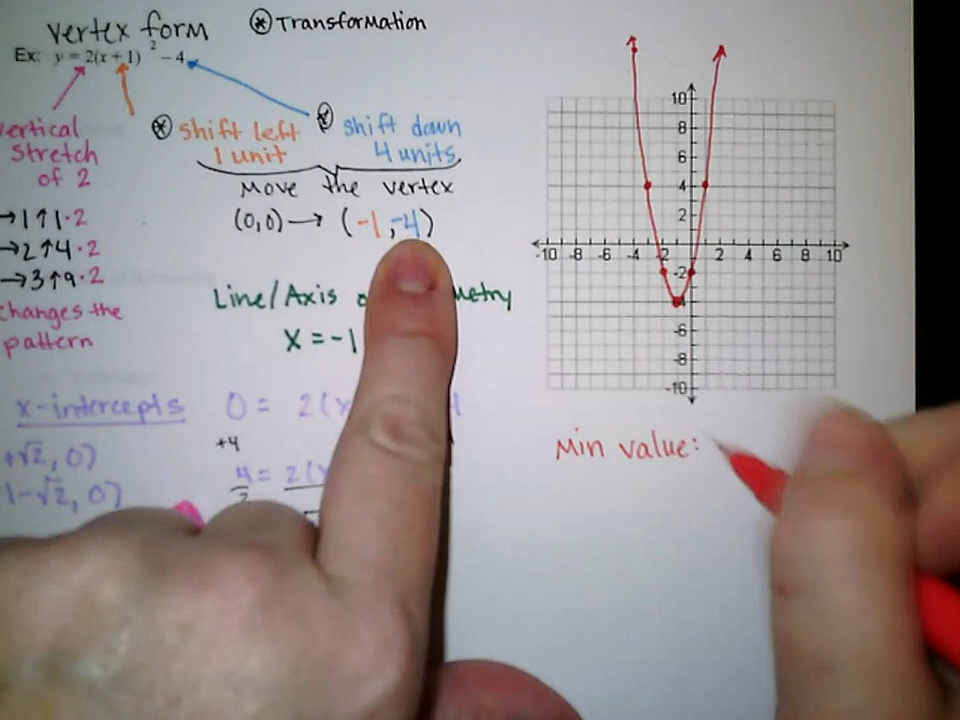 vertex form
⊛ Transformation
Ex: y = 2(x + 1)² - 4
vertical
stretch
of 2
→1↑1·2
→2↑4·2
→3↑9·2
changes the
pattern
⊛ shift left
1 unit
⊛ shift down
4 units
Move the vertex
(0,0) → (-1,-4)
Line/Axis
x = -1
x-intercepts
+√2, 0)
1-√2, 0)
0 = 2(x
+4
4 = 2(
2
10
8
6
4
2
-10 -8 -6 -4 -2 2 4 6 8 10
-2
-6
-8
-10
Min value: